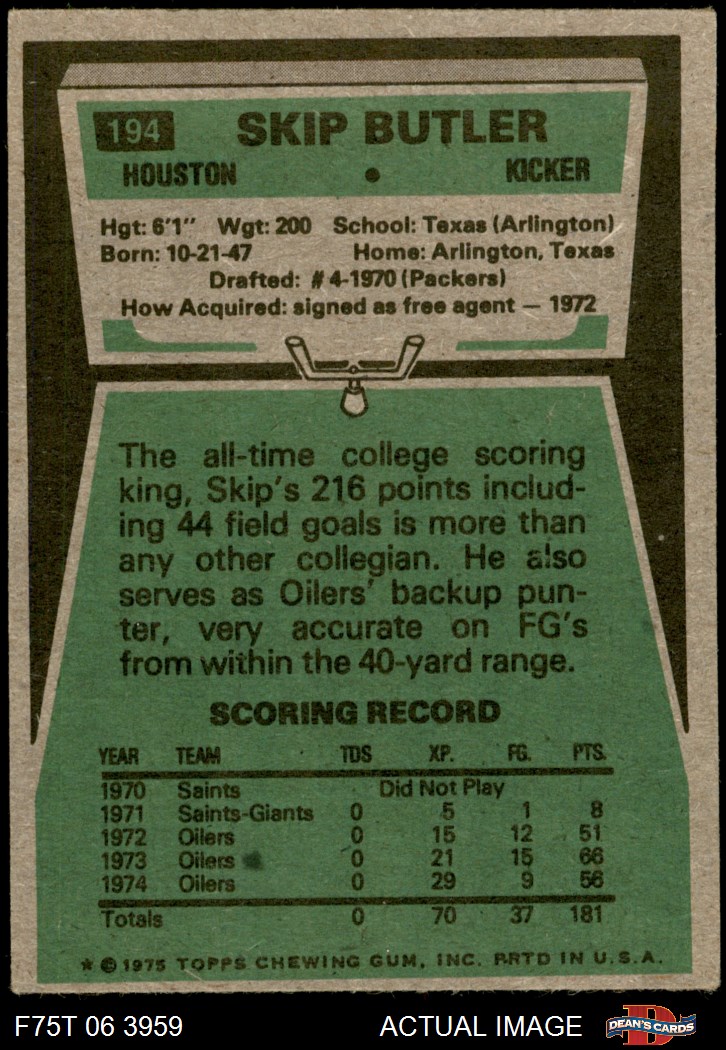 194 SKIP BUTLER
HOUSTON • KICKER
Hgt: 6'1" Wgt: 200 School: Texas (Arlington)
Born: 10-21-47 Home: Arlington, Texas
Drafted: #4-1970 (Packers)
How Acquired: signed as free agent — 1972
The all-time college scoring
king, Skip's 216 points includ-
ing 44 field goals is more than
any other collegian. He also
serves as Oilers' backup pun-
ter, very accurate on FG's
from within the 40-yard range.
SCORING RECORD
YEAR TEAM TDS XP. FG. PTS.
1970 Saints Did Not Play
1971 Saints-Giants 0 5 1 8
1972 Oilers 0 15 12 51
1973 Oilers 0 21 15 66
1974 Oilers 0 29 9 56
Totals 0 70 37 181
* © 1975 TOPPS CHEWING GUM, INC. PRTD IN U.S.A.
F75T 06 3959 ACTUAL IMAGE D DEAN'S CARDS